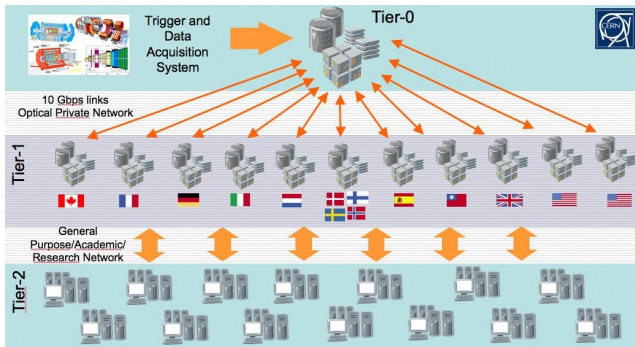 Trigger and
Data
Acquisition
System
Tier-0
CERN
10 Gbps links
Optical Private Network
Tier-1
General
Purpose/Academic/
Research Network
Tier-2